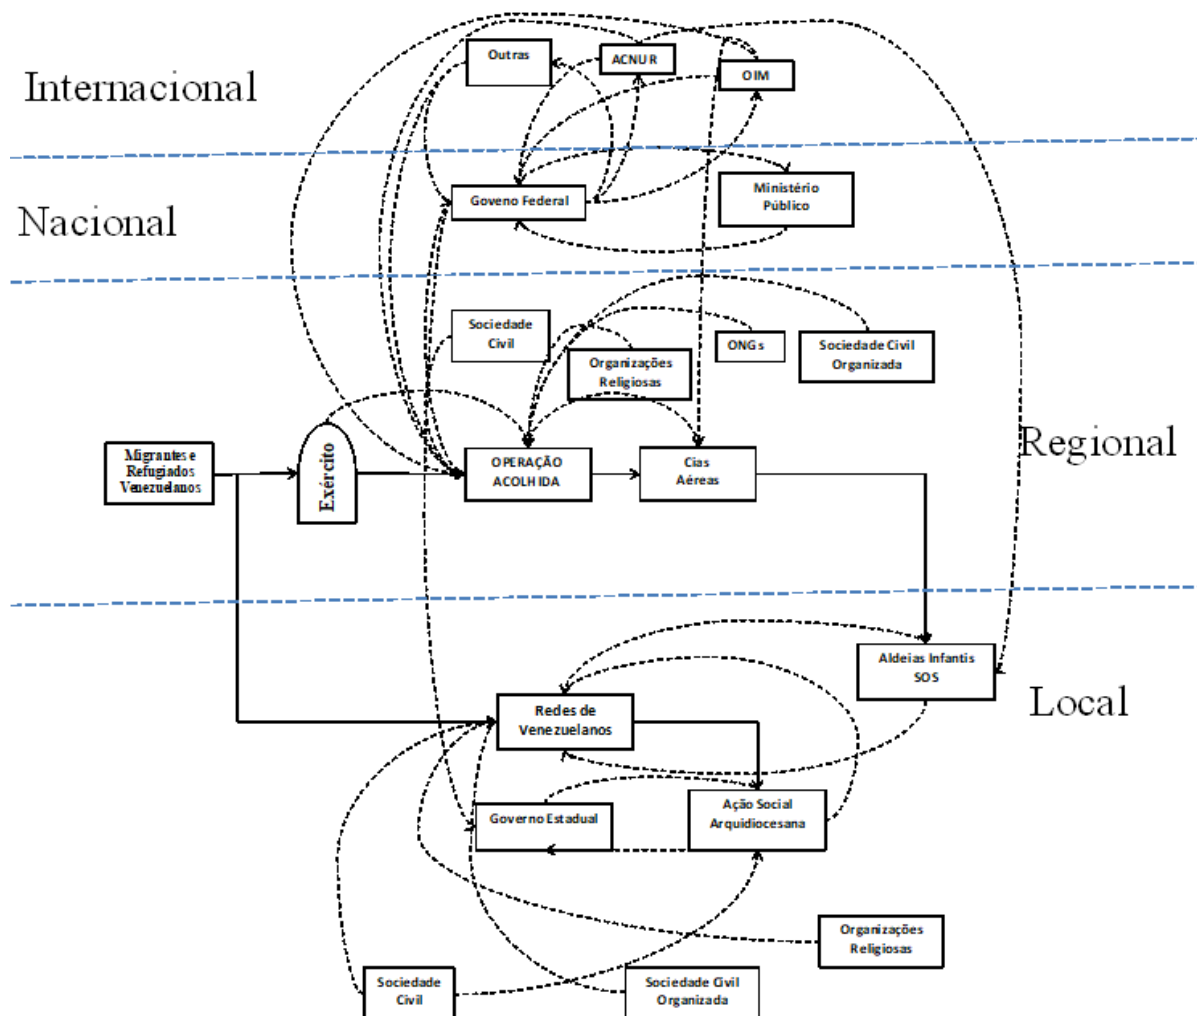 Internacional
Outras
ACNUR
OIM
Nacional
Goveno Federal
Ministério
Público
Sociedade
Civil
Organizações
Religiosas
ONGs
Sociedade Civil
Organizada
Regional
Migrantes e
Refugiados
Venezuelanos
Exército
OPERAÇÃO
ACOLHIDA
Cias
Aéreas
Aldeias Infantis
SOS
Local
Redes de
Venezuelanos
Governo Estadual
Ação Social
Arquidiocesana
Organizações
Religiosas
Sociedade
Civil
Sociedade Civil
Organizada